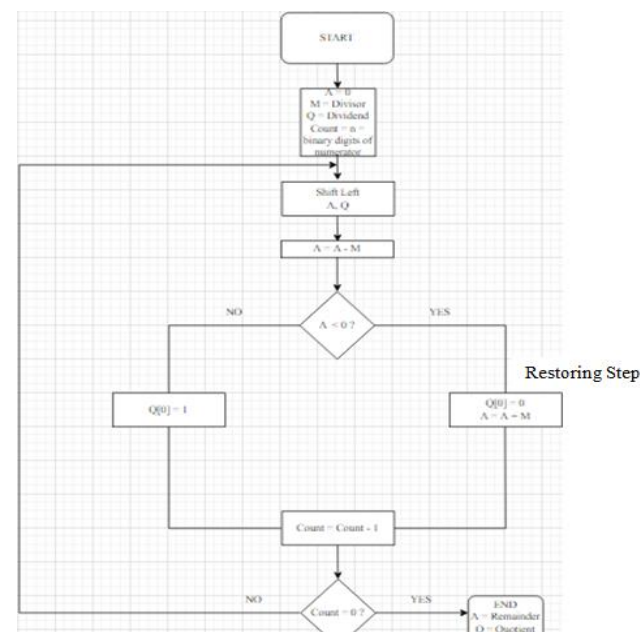 START
A = 0
M = Divisor
Q = Dividend
Count = n =
binary digits of
numerator
Shift Left
A, Q
A = A - M
A < 0 ?
NO
YES
Restoring Step
Q[0] = 1
Q[0] = 0
A = A - M
Count = Count - 1
Count = 0 ?
NO
YES
END
A = Remainder
Q = Quotient